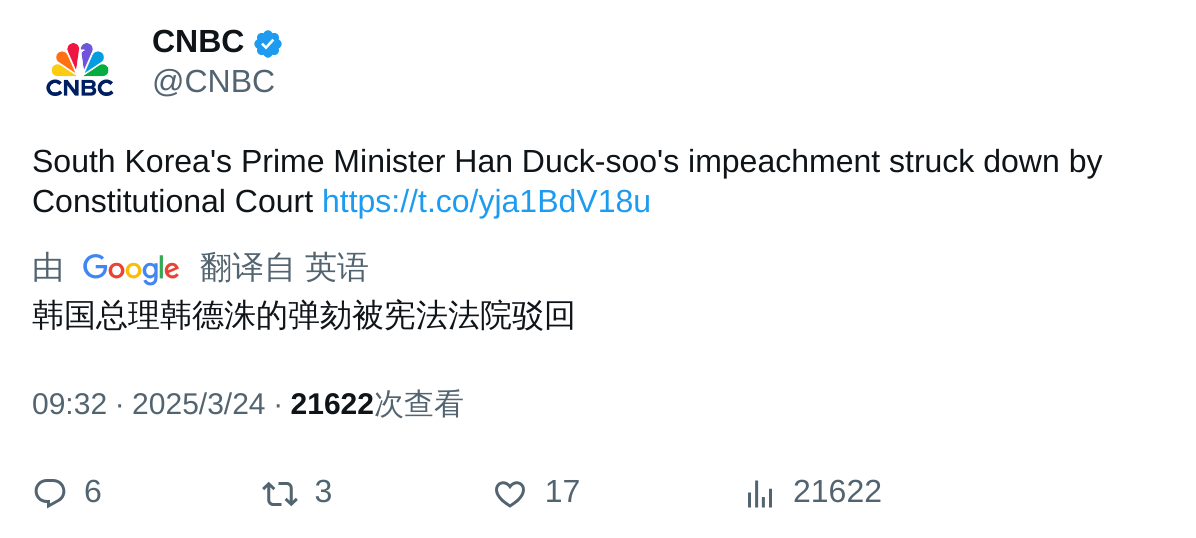 CNBC
CNBC
@CNBC
South Korea's Prime Minister Han Duck-soo's impeachment struck down by
Constitutional Court https://t.co/yja1BdV18u
由 Google 翻译自 英语
韩国总理韩德洙的弹劾被宪法法院驳回
09:32 · 2025/3/24 · 21622次查看
6 3 17 21622